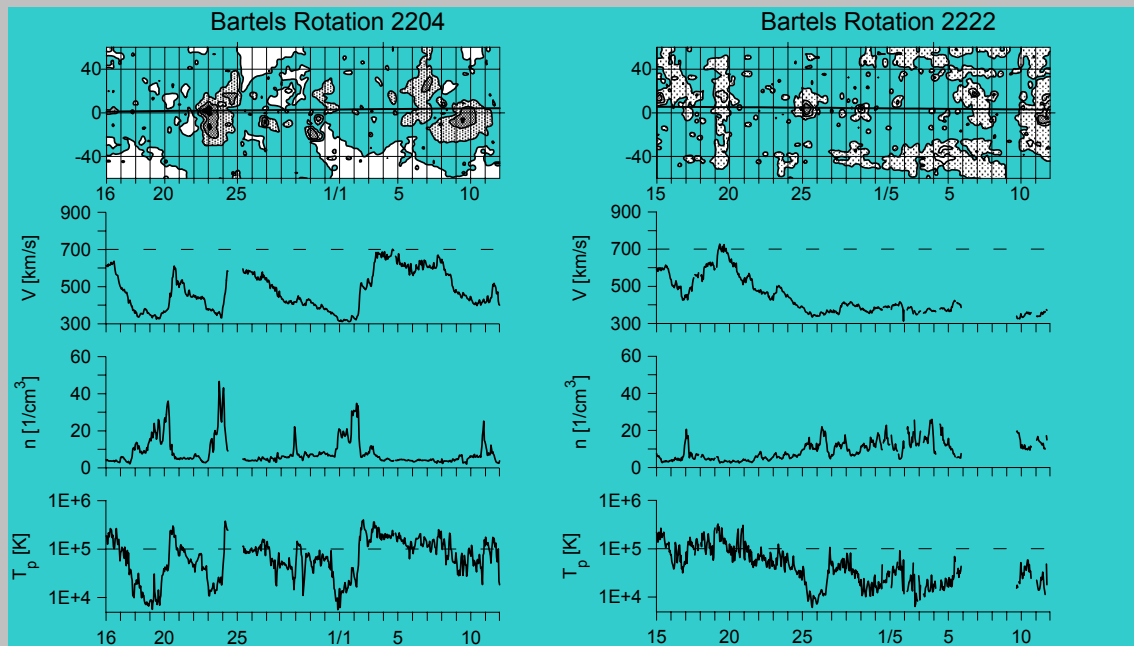 Bartels Rotation 2204
40
0
-40
16 20 25 1/1 5 10
900
700
500
300
V [km/s]
60
40
20
0
n [1/cm³]
1E+6
1E+5
1E+4
Tp [K]
16 20 25 1/1 5 10
Bartels Rotation 2222
40
0
-40
15 20 25 1/5 5 10
900
700
500
300
V [km/s]
60
40
20
0
n [1/cm³]
1E+6
1E+5
1E+4
Tp [K]
15 20 25 1/5 5 10